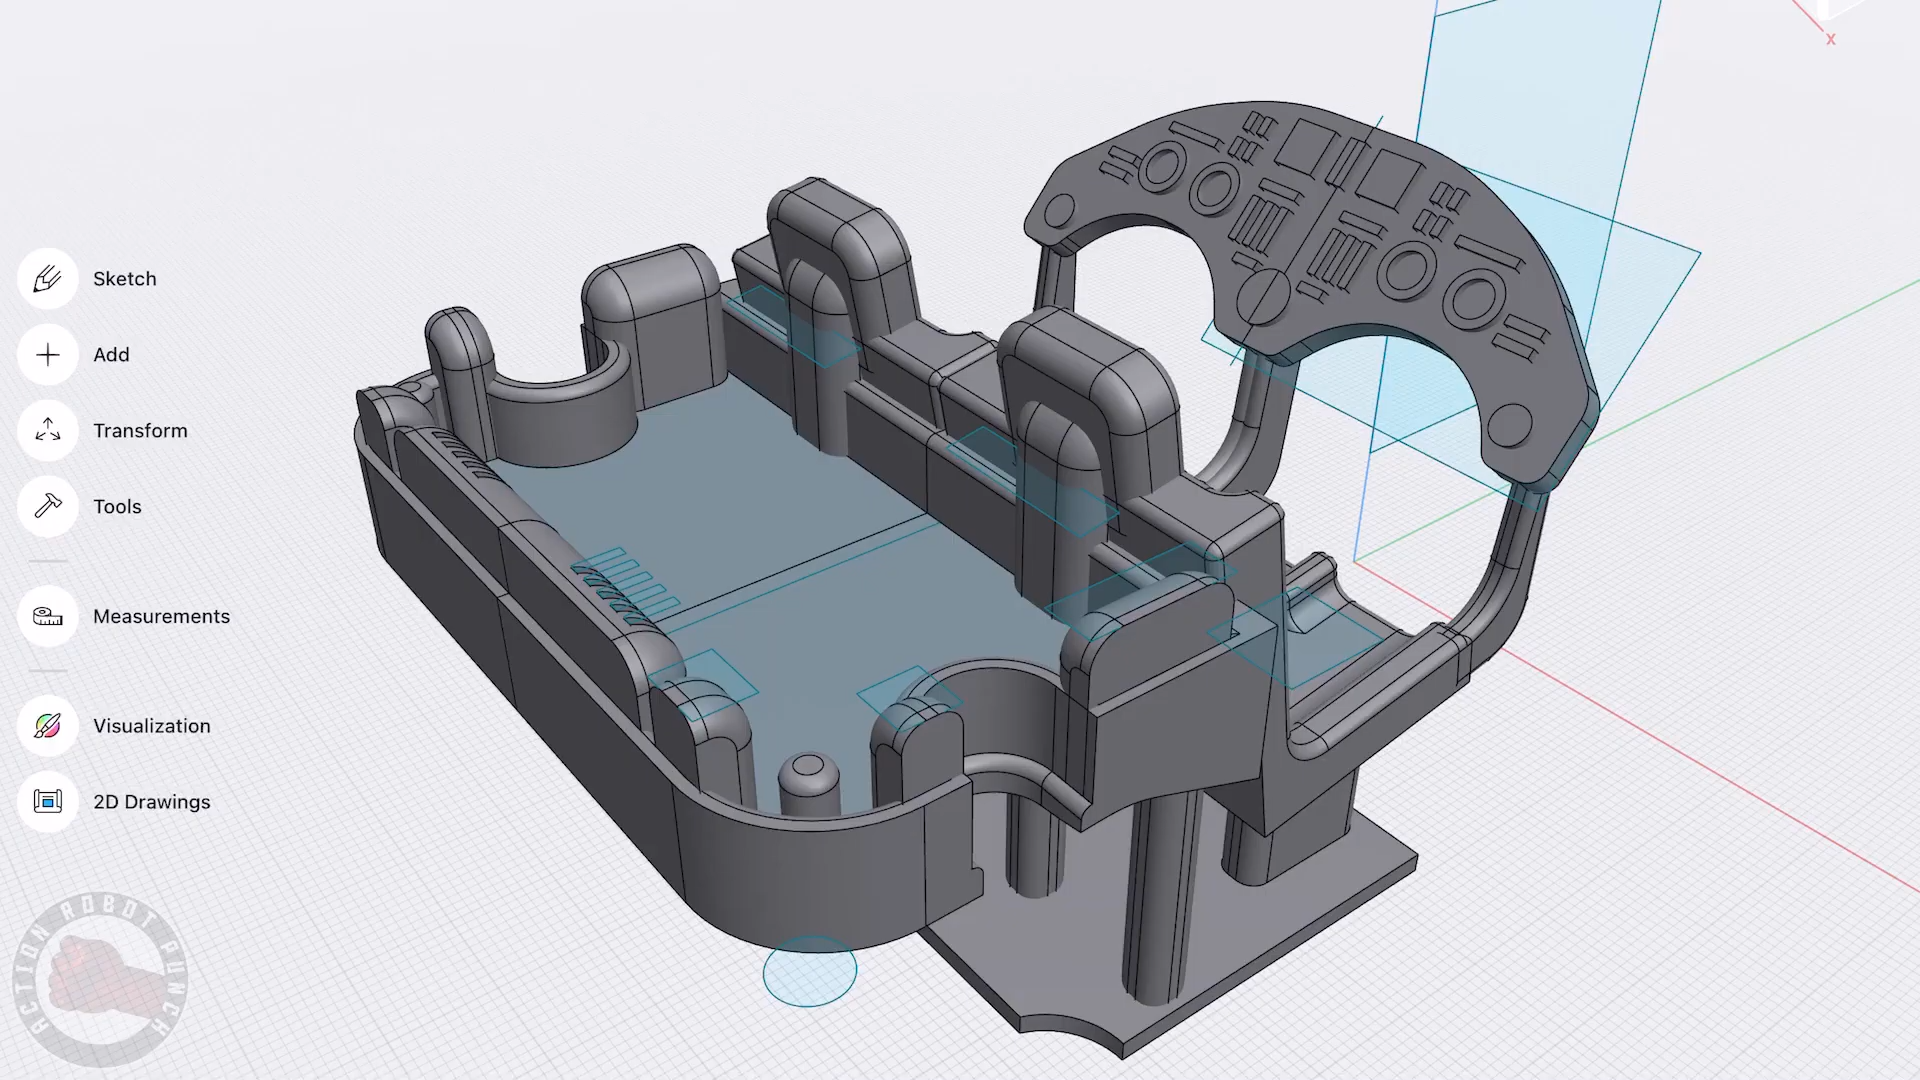 X
Sketch
Add
Transform
Tools
Measurements
Visualization
2D Drawings
ACTION ROBOT PUNCH